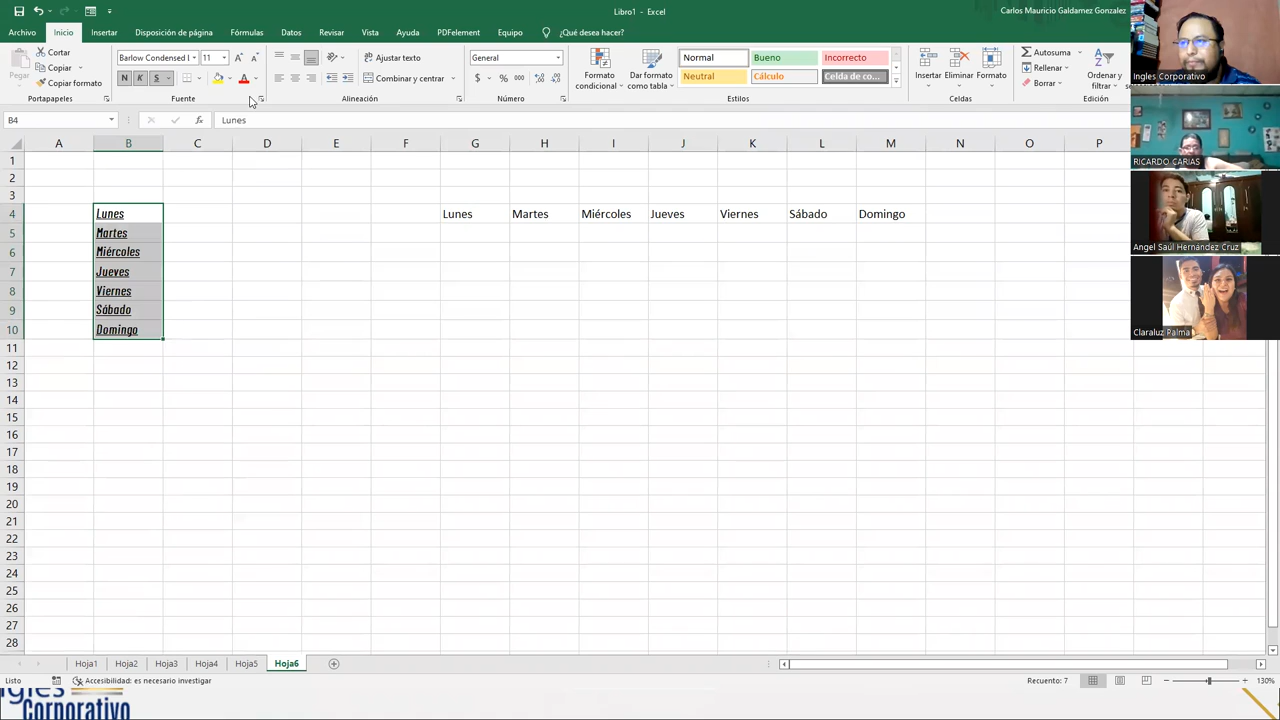 Libro1 - Excel
Carlos Mauricio Galdamez Gonzalez
Archivo Inicio Insertar Disposición de página Fórmulas Datos Revisar Vista Ayuda PDFelement Equipo ¿Qué desea hacer?
Pegar
Cortar
Copiar
Copiar formato
Portapapeles
Barlow Condensed l 11
N K S
Fuente
Ajustar texto
Combinar y centrar
Alineación
General
$ % 000
Número
Formato condicional
Dar formato como tabla
Normal Bueno Incorrecto
Neutral Cálculo Celda de co...
Estilos
Insertar Eliminar Formato
Celdas
Autosuma
Rellenar
Borrar
Ordenar y filtrar
Edición
B4 fx Lunes
A B C D E F G H I J K L M N O P
1
2
3
4 Lunes Lunes Martes Miércoles Jueves Viernes Sábado Domingo
5 Martes
6 Miércoles
7 Jueves
8 Viernes
9 Sábado
10 Domingo
11
12
13
14
15
16
17
18
19
20
21
22
23
24
25
26
27
28
Ingles Corporativo
RICARDO CARIAS
Angel Saúl Hernández Cruz
Claraluz Palma
Hoja1 Hoja2 Hoja3 Hoja4 Hoja5 Hoja6
Listo Accesibilidad: es necesario investigar Recuento: 7 130%
Corporativo